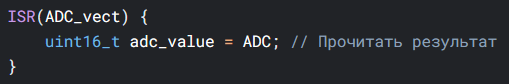 ISR(ADC_vect) {
    uint16_t adc_value = ADC; // Прочитать результат
}